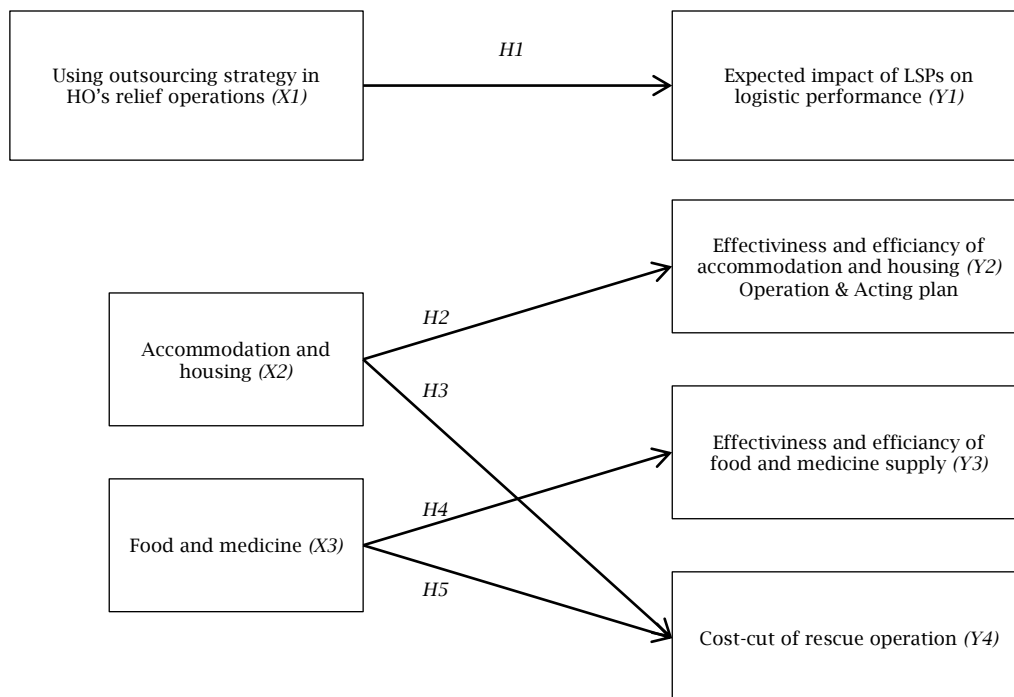 H1
Using outsourcing strategy in
HO's relief operations (X1)
Expected impact of LSPs on
logistic performance (Y1)
Effectiviness and efficiancy of
accommodation and housing (Y2)
Operation & Acting plan
H2
Accommodation and
housing (X2)
H3
Effectiviness and efficiancy of
food and medicine supply (Y3)
H4
Food and medicine (X3)
H5
Cost-cut of rescue operation (Y4)